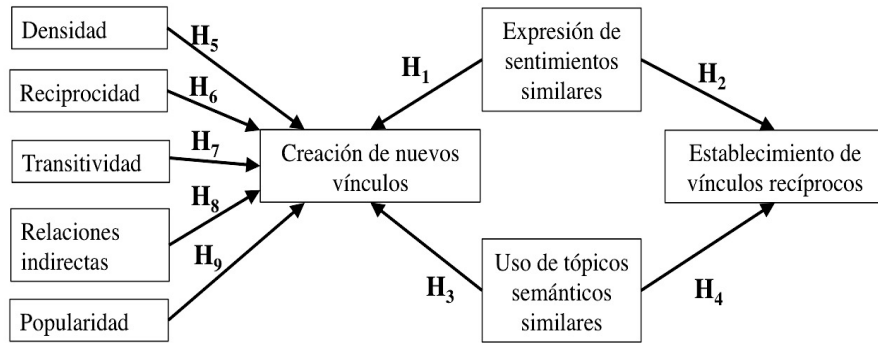 Densidad
H5
Reciprocidad
H6
Transitividad
H7
Relaciones
indirectas
H8
Popularidad
H9
Creación de nuevos
vínculos
H1
Expresión de
sentimientos
similares
H2
H3
Uso de tópicos
semánticos
similares
H4
Establecimiento de
vínculos recíprocos